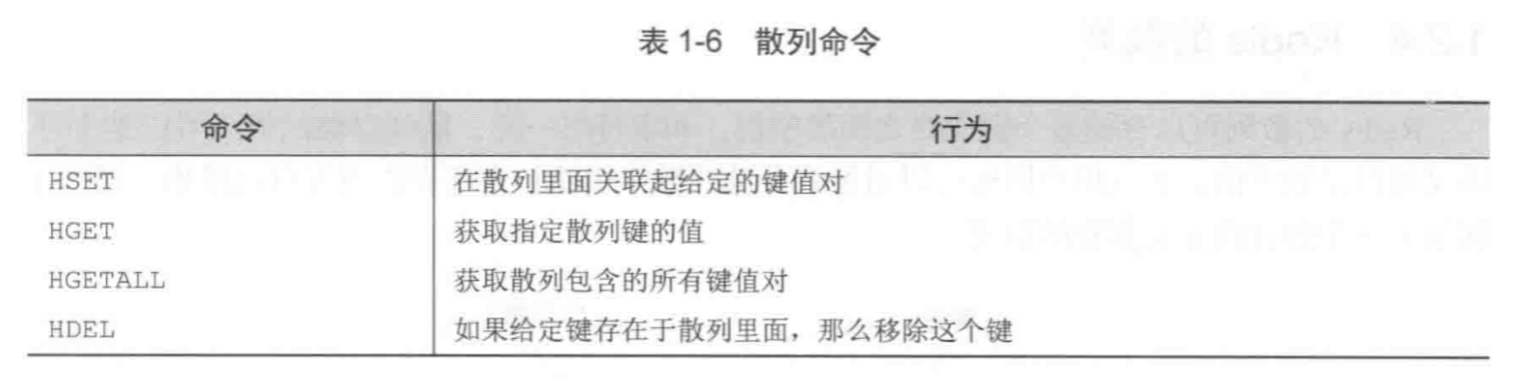 表 1-6 散列命令
命令 行为
HSET 在散列里面关联起给定的键值对
HGET 获取指定散列键的值
HGETALL 获取散列包含的所有键值对
HDEL 如果给定键存在于散列里面，那么移除这个键